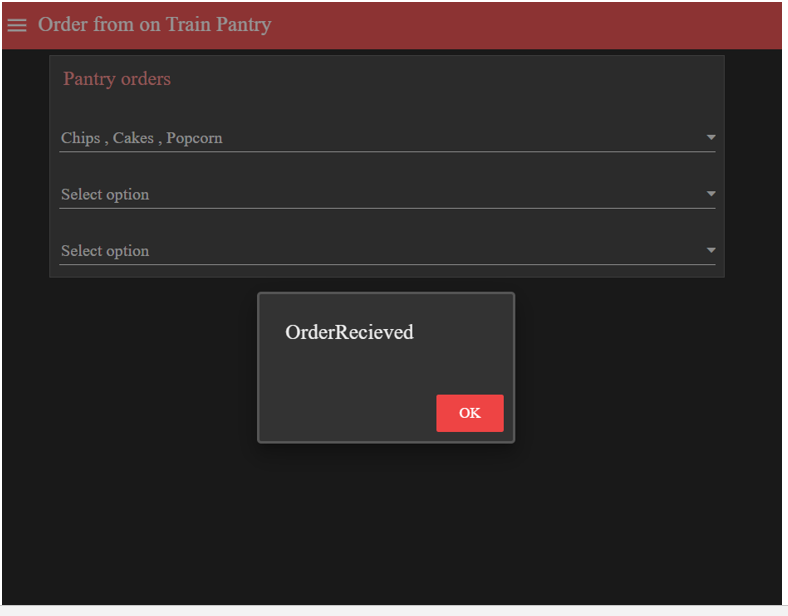 Order from on Train Pantry
Pantry orders
Chips , Cakes , Popcorn
Select option
Select option
OrderRecieved
OK